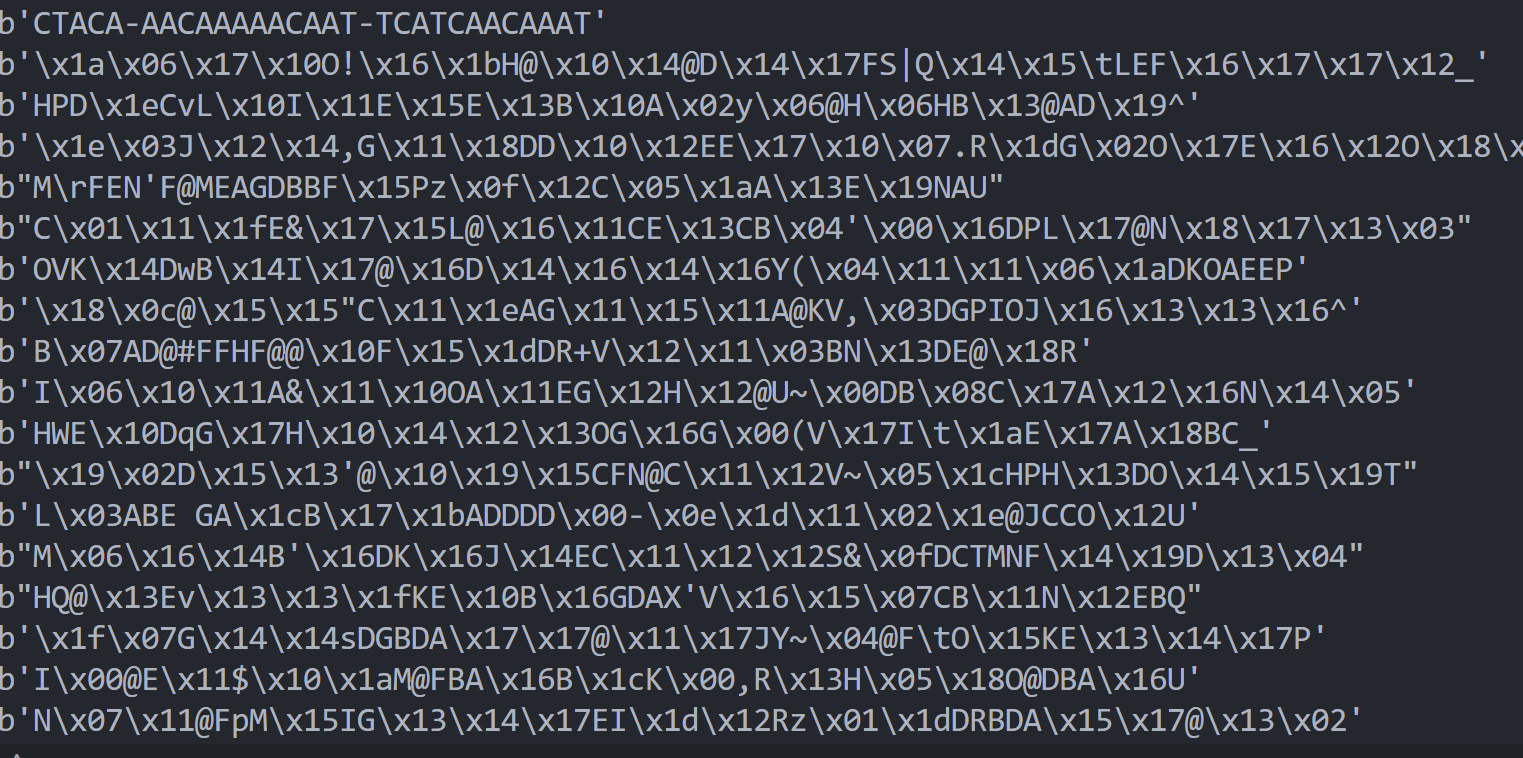 b'CTACA-AACAAAAACAAT-TCATCAACAAAT'
b'\x1a\x06\x17\x10O!\x16\x1bH@\x10\x14@D\x14\x17FS|Q\x14\x15\tLEF\x16\x17\x17\x12_'
b'HPD\x1eCvL\x10I\x11E\x15E\x13B\x10A\x02y\x06@H\x06HB\x13@AD\x19^'
b'\x1e\x03J\x12\x14,G\x11\x18DD\x10\x12EE\x17\x10\x07.R\x1dG\x02O\x17E\x16\x12O\x18\x
b"M\rFEN'F@MEAGDBBF\x15Pz\x0f\x12C\x05\x1aA\x13E\x19NAU"
b"C\x01\x11\x1fE&\x17\x15L@\x16\x11CE\x13CB\x04'\x00\x16DPL\x17@N\x18\x17\x13\x03"
b'OVK\x14DwB\x14I\x17@\x16D\x14\x16\x14\x16Y(\x04\x11\x11\x06\x1aDKOAEEP'
b'\x18\x0c@\x15\x15"C\x11\x1eAG\x11\x15\x11A@KV,\x03DGPIOJ\x16\x13\x13\x16^'
b'B\x07AD@#FFHF@@\x10F\x15\x1dDR+V\x12\x11\x03BN\x13DE@\x18R'
b'I\x06\x10\x11A&\x11\x10OA\x11EG\x12H\x12@U~\x00DB\x08C\x17A\x12\x16N\x14\x05'
b'HWE\x10DqG\x17H\x10\x14\x12\x13OG\x16G\x00(V\x17I\t\x1aE\x17A\x18BC_'
b"\x19\x02D\x15\x13'@\x10\x19\x15CFN@C\x11\x12V~\x05\x1cHPH\x13DO\x14\x15\x19T"
b'L\x03ABE GA\x1cB\x17\x1bADDDD\x00-\x0e\x1d\x11\x02\x1e@JCCO\x12U'
b"M\x06\x16\x14B'\x16DK\x16J\x14EC\x11\x12\x12S&\x0fDCTMNF\x14\x19D\x13\x04"
b"HQ@\x13Ev\x13\x13\x1fKE\x10B\x16GDAX'V\x16\x15\x07CB\x11N\x12EBQ"
b'\x1f\x07G\x14\x14sDGBDA\x17\x17@\x11\x17JY~\x04@F\tO\x15KE\x13\x14\x17P'
b'I\x00@E\x11$\x10\x1aM@FBA\x16B\x1cK\x00,R\x13H\x05\x18O@DBA\x16U'
b'N\x07\x11@FpM\x15IG\x13\x14\x17EI\x1d\x12Rz\x01\x1dDRBDA\x15\x17@\x13\x02'